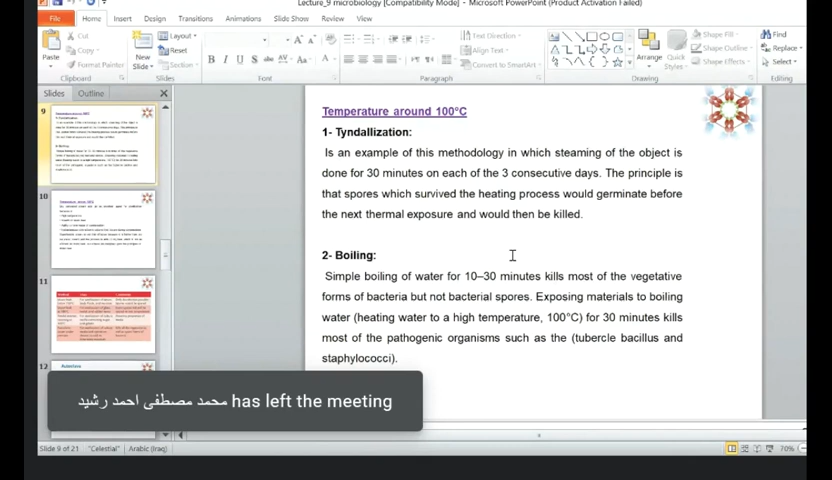 Lecture_9 microbiology [Compatibility Mode] - Microsoft PowerPoint (Product Activation Failed)
File Home Insert Design Transitions Animations Slide Show Review View
Cut
Copy
Format Painter
Paste
Clipboard
New
Slide
Layout
Reset
Section
Slides
Font
Text Direction
Align Text
Convert to SmartArt
Paragraph
Arrange
Quick
Styles
Shape Fill
Shape Outline
Shape Effects
Drawing
Find
Replace
Select
Editing
Slides Outline
9
10
11
12
Temperature around 100°C
1- Tyndallization:
Is an example of this methodology in which steaming of the object is
done for 30 minutes on each of the 3 consecutive days. The principle is
that spores which survived the heating process would germinate before
the next thermal exposure and would then be killed.
2- Boiling:
Simple boiling of water for 10–30 minutes kills most of the vegetative
forms of bacteria but not bacterial spores. Exposing materials to boiling
water (heating water to a high temperature, 100°C) for 30 minutes kills
most of the pathogenic organisms such as the (tubercle bacillus and
staphylococci).
محمد مصطفى احمد رشيد has left the meeting
Slide 9 of 21 "Celestial" Arabic (Iraq) 70%